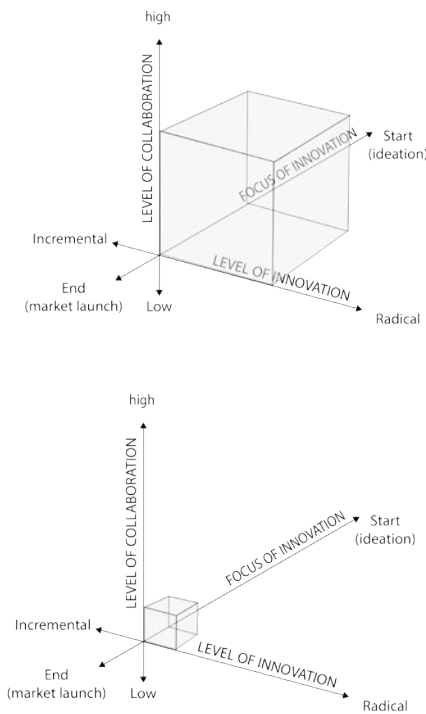 high
LEVEL OF COLLABORATION
FOCUS OF INNOVATION
Start
(ideation)
Incremental
LEVEL OF INNOVATION
End
(market launch)
Low
Radical
high
LEVEL OF COLLABORATION
FOCUS OF INNOVATION
Start
(ideation)
Incremental
LEVEL OF INNOVATION
End
(market launch)
Low
Radical